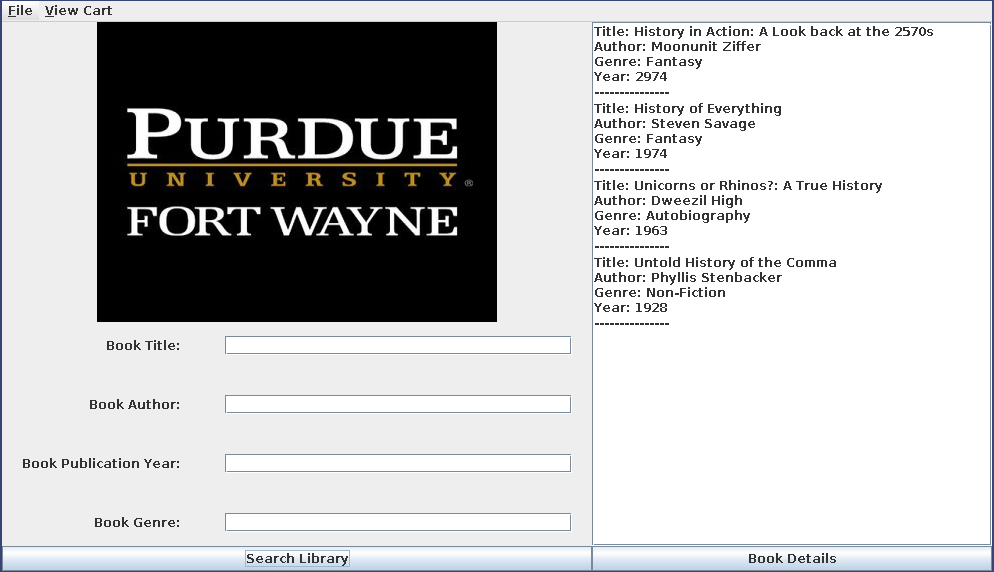 File View Cart
PURDUE
UNIVERSITY®
FORT WAYNE
Book Title:
Book Author:
Book Publication Year:
Book Genre:
Search Library
Title: History in Action: A Look back at the 2570s
Author: Moonunit Ziffer
Genre: Fantasy
Year: 2974
---------------
Title: History of Everything
Author: Steven Savage
Genre: Fantasy
Year: 1974
---------------
Title: Unicorns or Rhinos?: A True History
Author: Dweezil High
Genre: Autobiography
Year: 1963
---------------
Title: Untold History of the Comma
Author: Phyllis Stenbacker
Genre: Non-Fiction
Year: 1928
---------------
Book Details